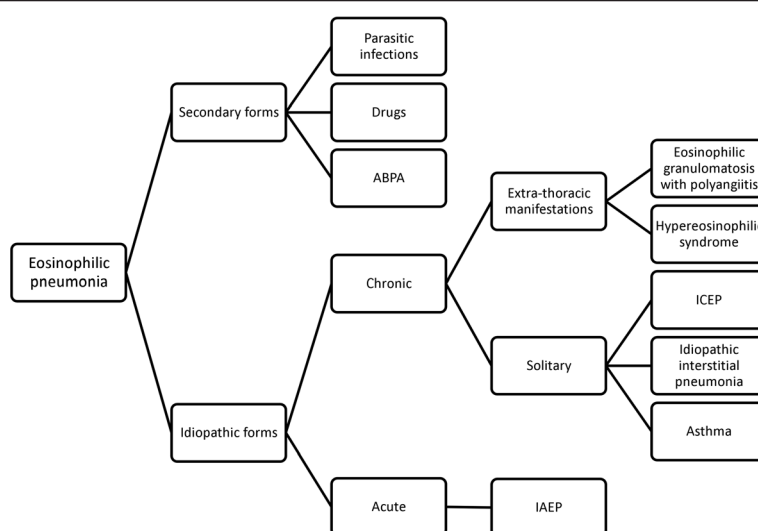 Parasitic
infections
Secondary forms
Drugs
ABPA
Eosinophilic
pneumonia
Idiopathic forms
Chronic
Extra-thoracic
manifestations
Eosinophilic
granulomatosis
with polyangiitis
Hypereosinophilic
syndrome
Solitary
ICEP
Idiopathic
interstitial
pneumonia
Asthma
Acute
IAEP